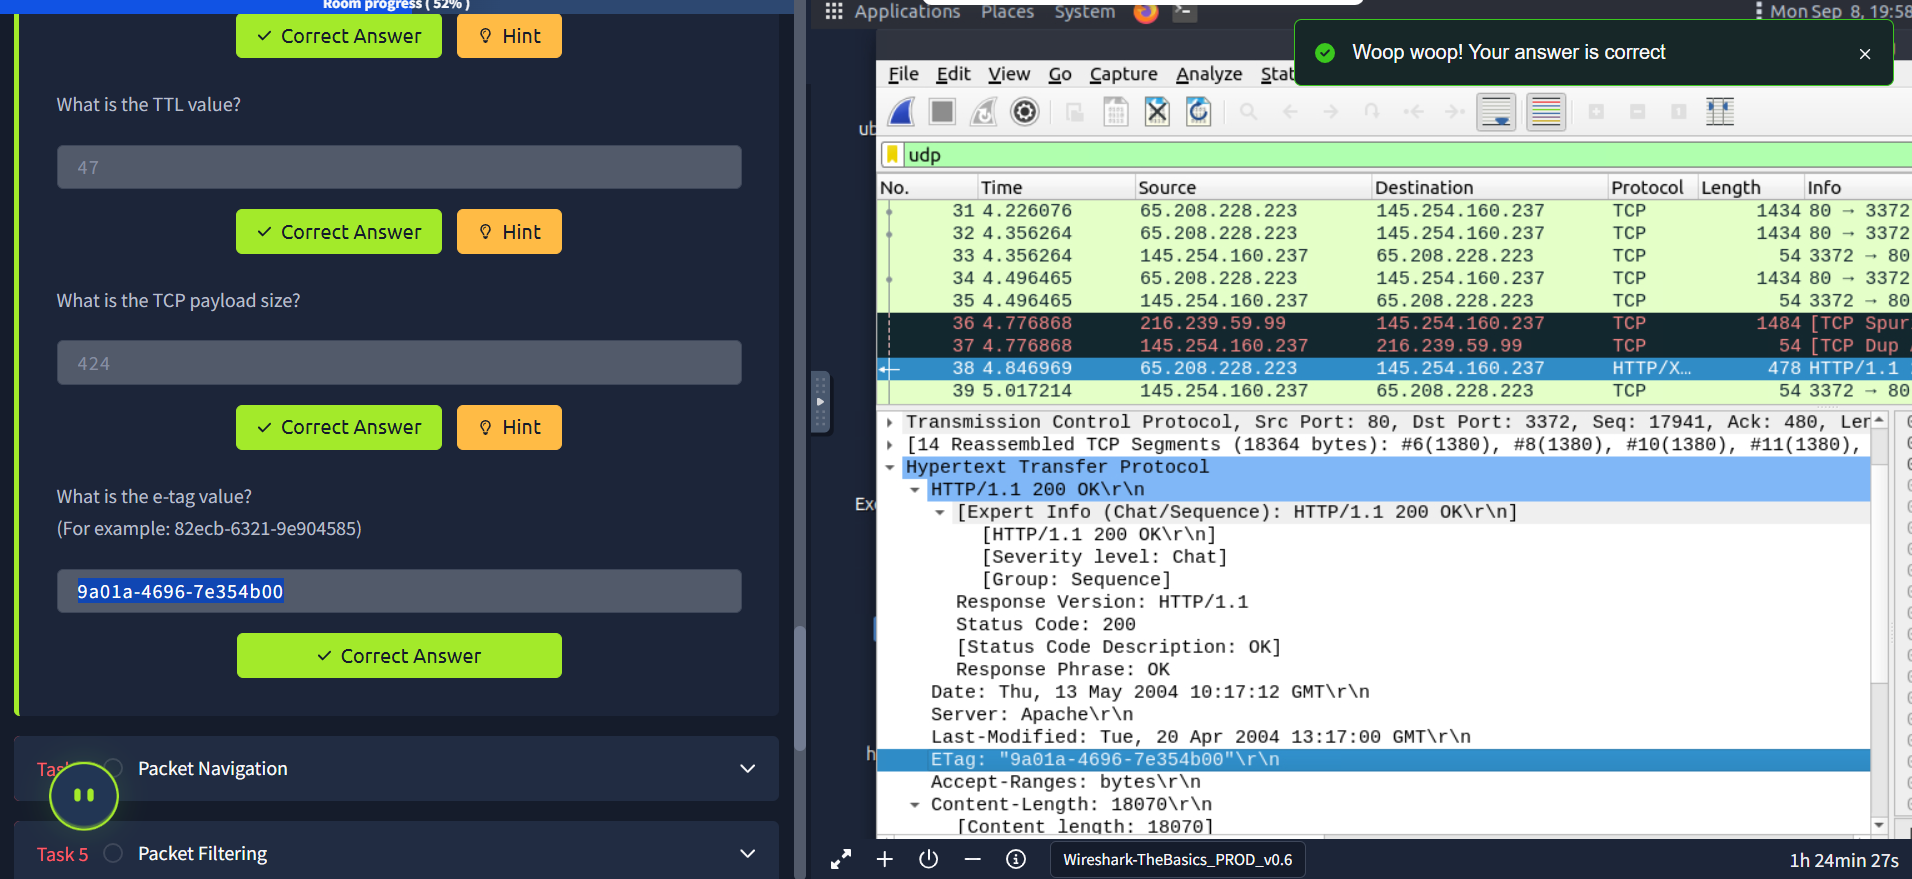 Room progress ( 52% )
Correct Answer
Hint
What is the TTL value?
47
Correct Answer
Hint
What is the TCP payload size?
424
Correct Answer
Hint
What is the e-tag value?
(For example: 82ecb-6321-9e904585)
9a01a-4696-7e354b00
Correct Answer
Packet Navigation
Task 5
Packet Filtering
Applications Places System
Mon Sep 8, 19:58
Woop woop! Your answer is correct
File Edit View Go Capture Analyze
udp
No. Time Source Destination Protocol Length Info
31 4.226076 65.208.228.223 145.254.160.237 TCP 1434 80 → 3372
32 4.356264 65.208.228.223 145.254.160.237 TCP 1434 80 → 3372
33 4.356264 145.254.160.237 65.208.228.223 TCP 54 3372 → 80
34 4.496465 65.208.228.223 145.254.160.237 TCP 1434 80 → 3372
35 4.496465 145.254.160.237 65.208.228.223 TCP 54 3372 → 80
36 4.776868 216.239.59.99 145.254.160.237 TCP 1484 [TCP Spur
37 4.776868 145.254.160.237 216.239.59.99 TCP 54 [TCP Dup
38 4.846969 65.208.228.223 145.254.160.237 HTTP/X… 478 HTTP/1.1
39 5.017214 145.254.160.237 65.208.228.223 TCP 54 3372 → 80
Transmission Control Protocol, Src Port: 80, Dst Port: 3372, Seq: 17941, Ack: 480, Ler
[14 Reassembled TCP Segments (18364 bytes): #6(1380), #8(1380), #10(1380), #11(1380),
Hypertext Transfer Protocol
HTTP/1.1 200 OK\r\n
[Expert Info (Chat/Sequence): HTTP/1.1 200 OK\r\n]
[HTTP/1.1 200 OK\r\n]
[Severity level: Chat]
[Group: Sequence]
Response Version: HTTP/1.1
Status Code: 200
[Status Code Description: OK]
Response Phrase: OK
Date: Thu, 13 May 2004 10:17:12 GMT\r\n
Server: Apache\r\n
Last-Modified: Tue, 20 Apr 2004 13:17:00 GMT\r\n
ETag: "9a01a-4696-7e354b00"\r\n
Accept-Ranges: bytes\r\n
Content-Length: 18070\r\n
[Content length: 18070]
Wireshark-TheBasics_PROD_v0.6
1h 24min 27s